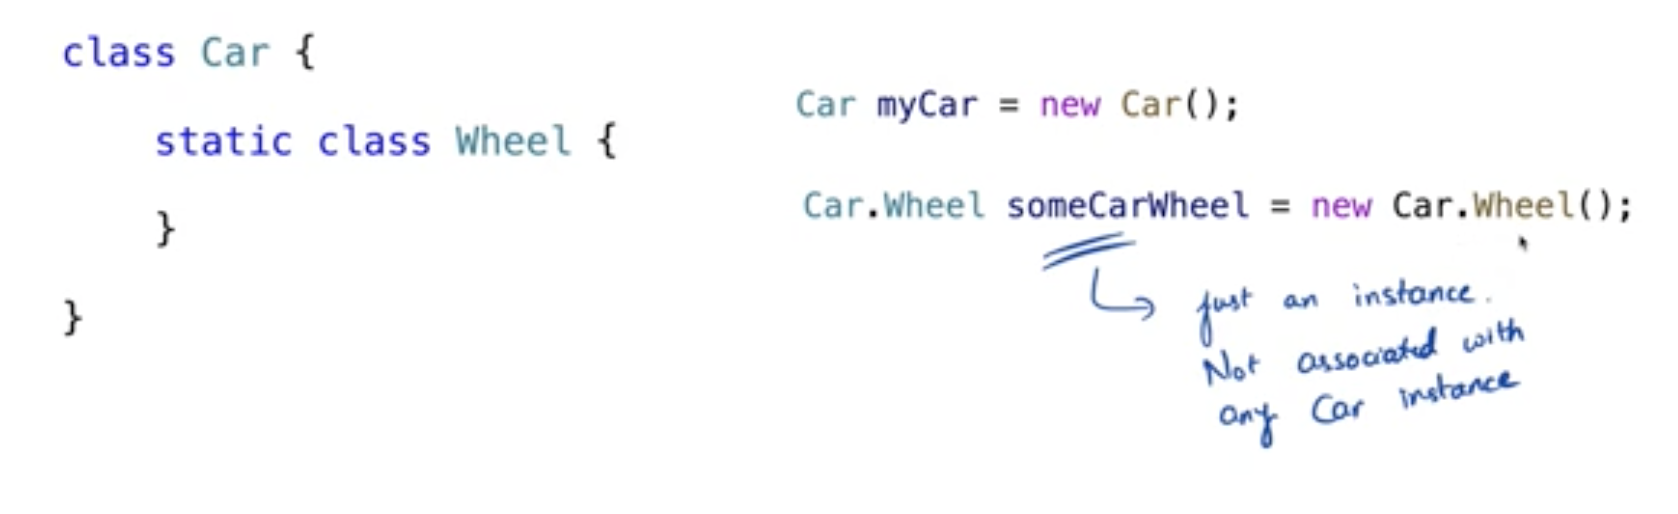 class Car {
static class Wheel {
}
}
Car myCar = new Car();
Car.Wheel someCarWheel = new Car.Wheel();
just an instance.
Not associated with
any Car instance